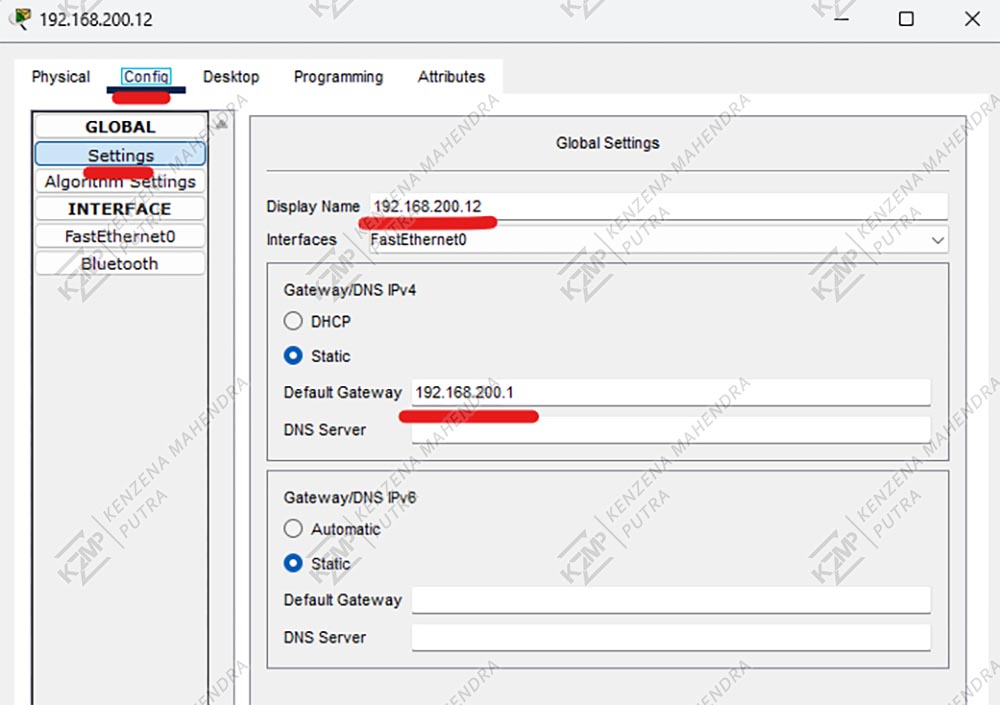 192.168.200.12
Physical Config Desktop Programming Attributes
GLOBAL
Settings
Algorithm Settings
INTERFACE
FastEthernet0
Bluetooth
Global Settings
Display Name 192.168.200.12
Interfaces FastEthernet0
Gateway/DNS IPv4
DHCP
Static
Default Gateway 192.168.200.1
DNS Server
Gateway/DNS IPv6
Automatic
Static
Default Gateway
DNS Server
KZMP KENZENA MAHENDRA PUTRA